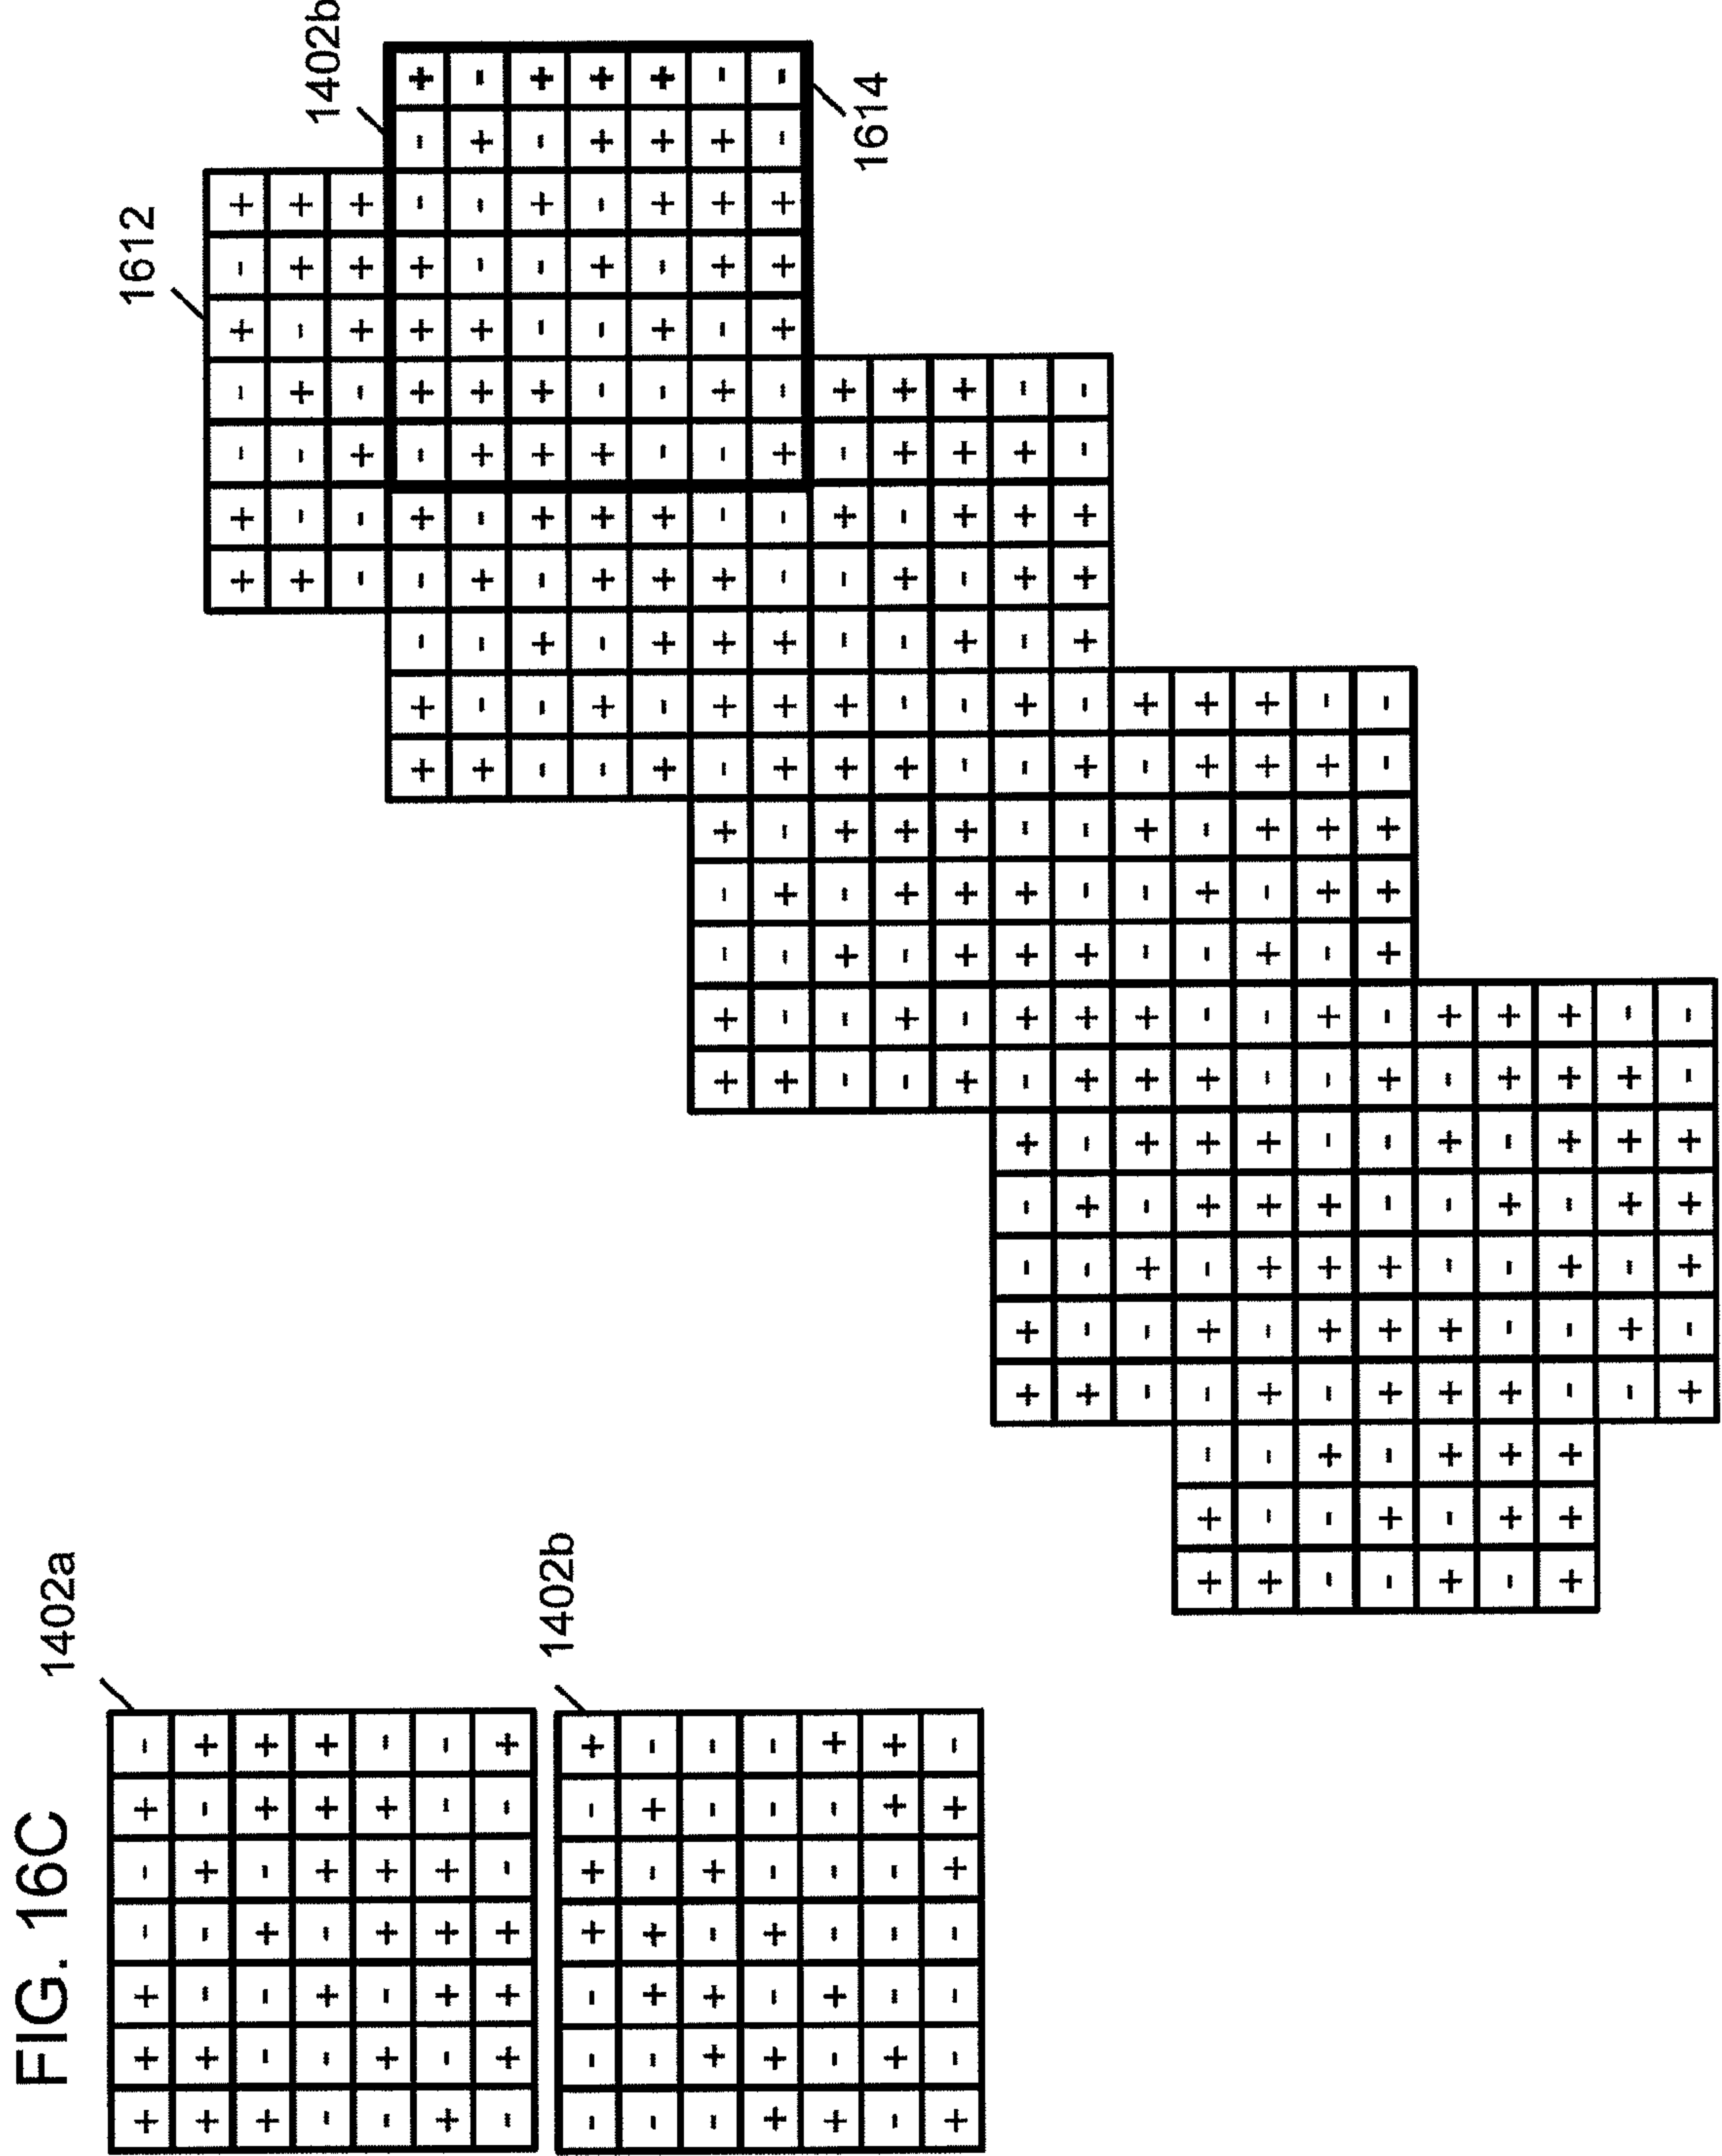 FIG. 16C
1402a
+ + + - - + -
+ + - - + - +
+ - - + - + +
- - + - + + +
- + - + + + -
+ - + + + - -
- + + + - - +
1402b
- - - + + - +
- - + + - + -
- + + - + - -
+ + - + - - -
+ - + - - - +
- + - - - + +
+ - - - + + -
1612
+ + - - + - +
+ - - + - + +
- - + - + + +
1402b
+ + - - + - + + + - - +
+ - - + - + + + - - + -
- - + - + + + - - + - +
- + - + + + - - + - + +
+ - + + + - - + - + + +
+ + - - + - + + + - - + - + + + -
+ - - + - + + + - - + - + + + - -
1614
- - + - + + + - - + - +
- + - + + + - - + - + +
+ - + + + - - + - + + +
+ + - - + - + + + - - + - + + + -
+ - - + - + + + - - + - + + + - -
- - + - + + + - - + - +
+ + - - + - + + + - - + - + +
+ - - + - + + + - - + - + + +
- - + - + + + - - + - + + + -
- + - + + + - - + - + + + - -
+ - + + + - - + - +
- + + + - - + - + +
+ + + - - + - + + +
- + - + + + -
+ - + + + - -